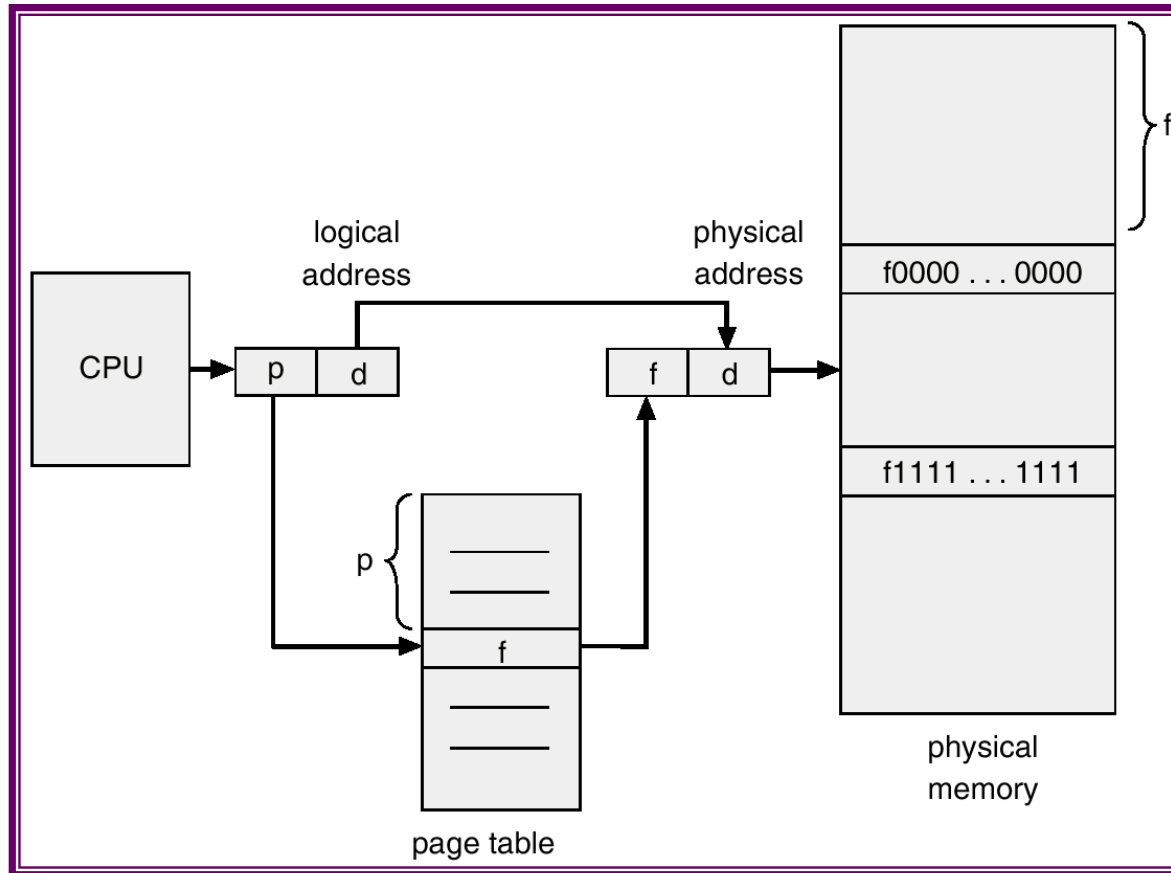 f
logical
address
physical
address
f0000 . . . 0000
CPU
p d
f d
f1111 . . . 1111
p
f
physical
memory
page table